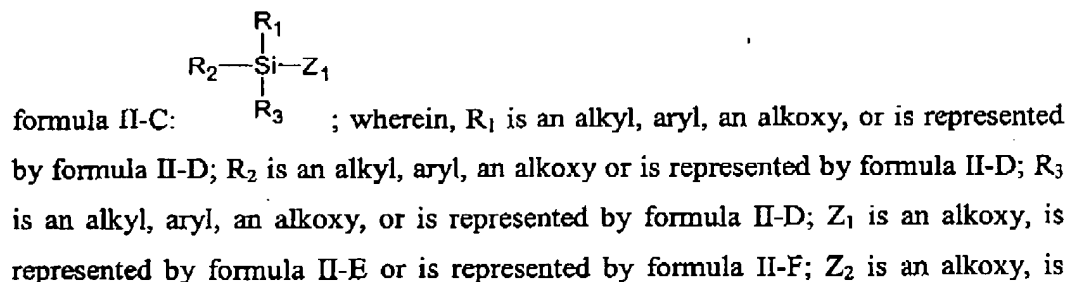 R₁
R₂—Si—Z₁
R₃
formula II-C: ; wherein, R₁ is an alkyl, aryl, an alkoxy, or is represented
by formula II-D; R₂ is an alkyl, aryl, an alkoxy or is represented by formula II-D; R₃
is an alkyl, aryl, an alkoxy, or is represented by formula II-D; Z₁ is an alkoxy, is
represented by formula II-E or is represented by formula II-F; Z₂ is an alkoxy, is